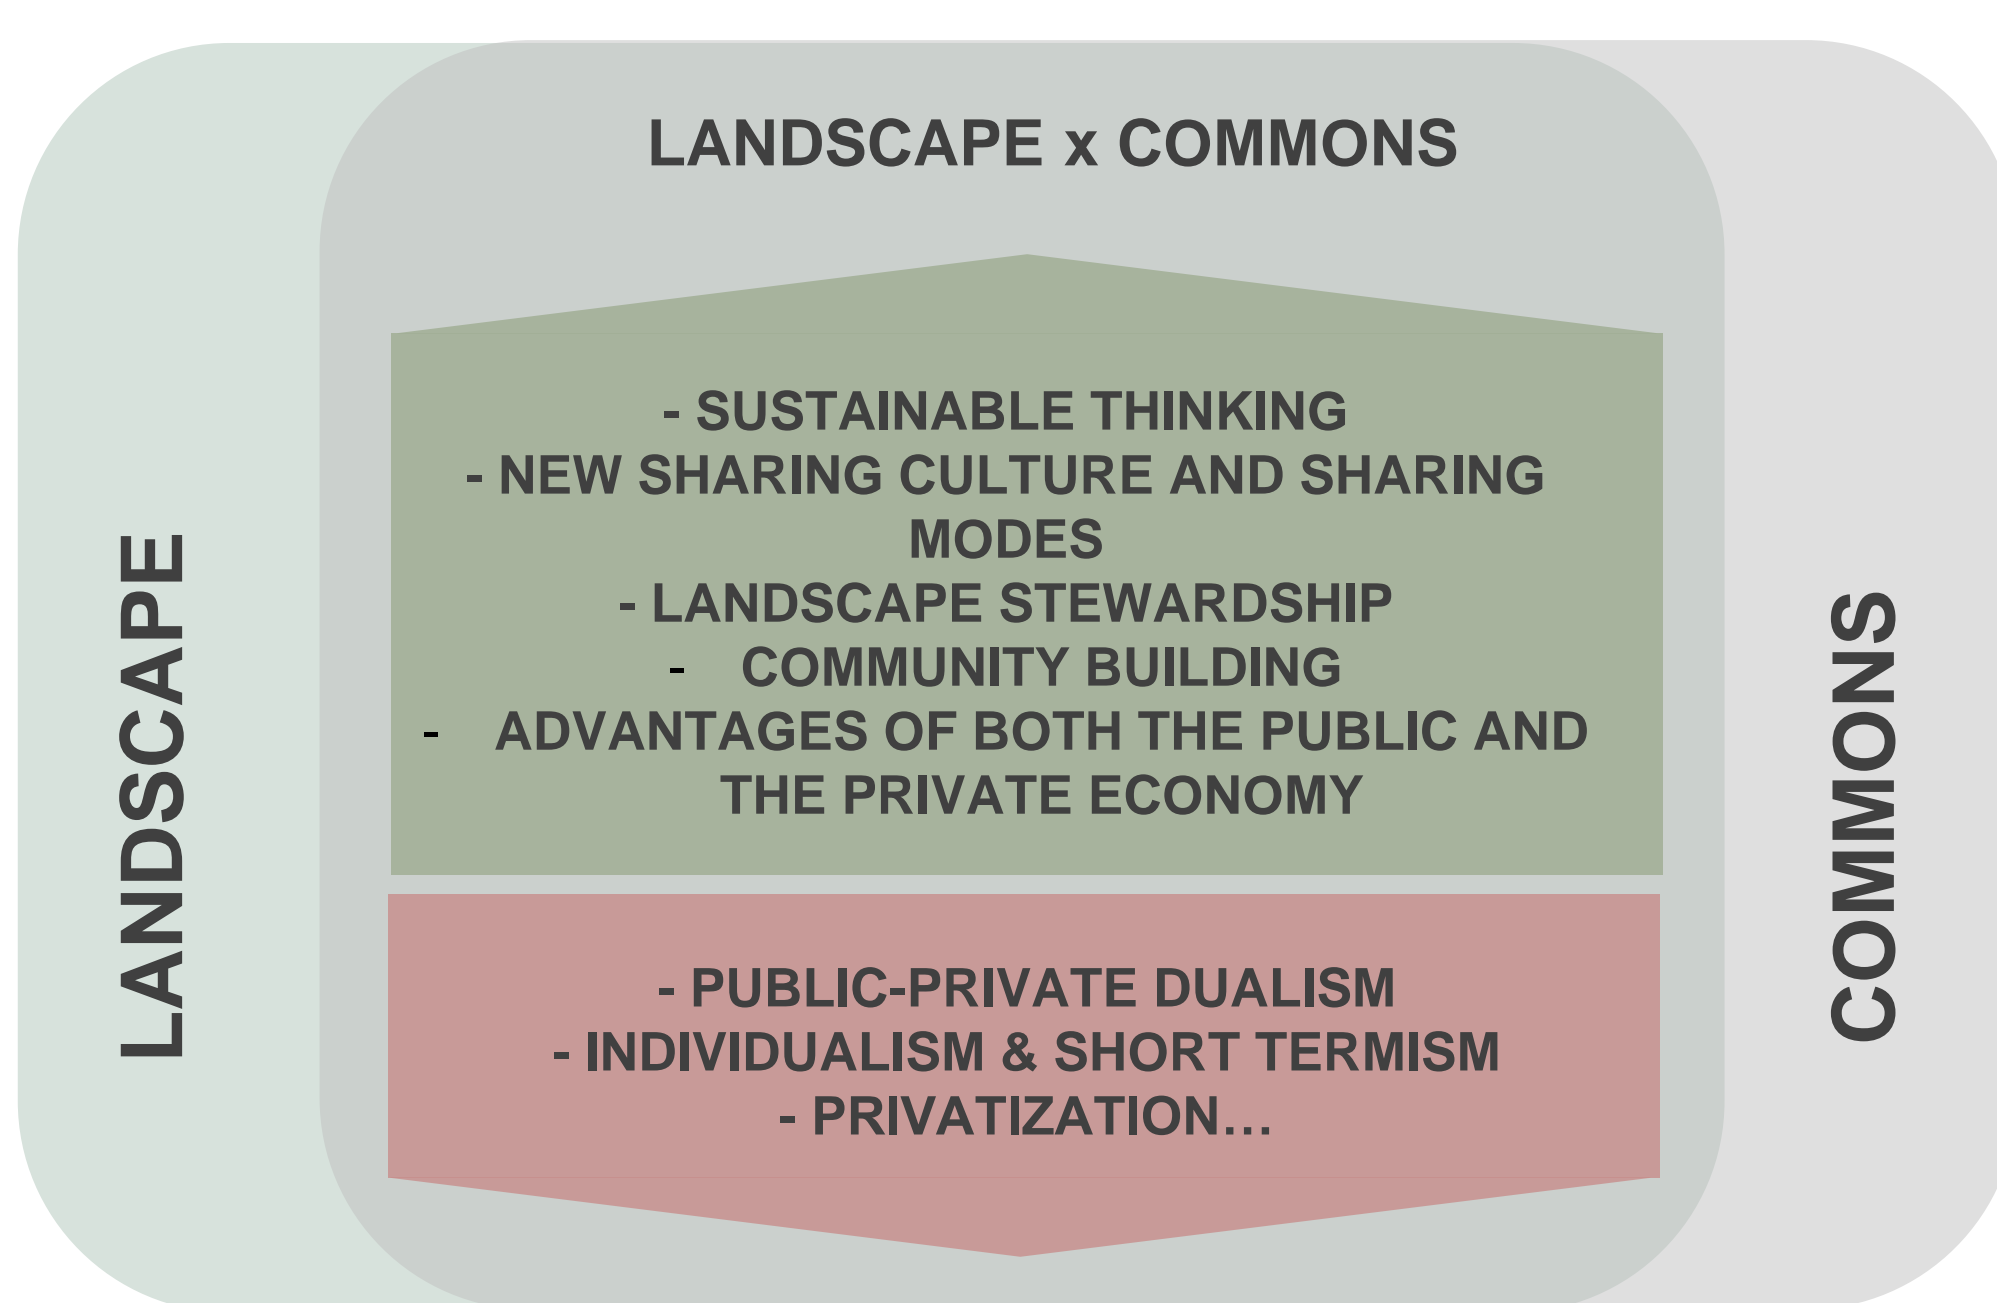 LANDSCAPE x COMMONS
LANDSCAPE
- SUSTAINABLE THINKING
- NEW SHARING CULTURE AND SHARING
MODES
- LANDSCAPE STEWARDSHIP
- COMMUNITY BUILDING
- ADVANTAGES OF BOTH THE PUBLIC AND
THE PRIVATE ECONOMY
- PUBLIC-PRIVATE DUALISM
- INDIVIDUALISM & SHORT TERMISM
- PRIVATIZATION…
COMMONS